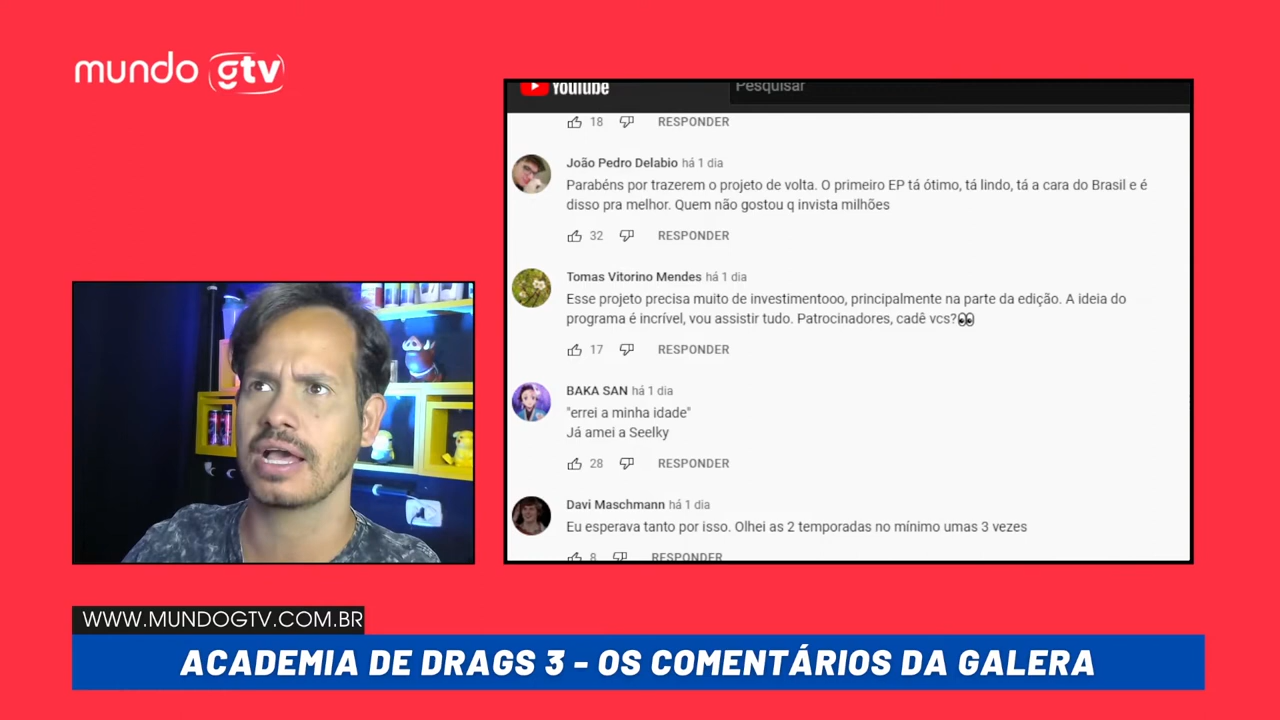 mundo gtv
YouTube
Pesquisar
18 RESPONDER
João Pedro Delabio há 1 dia
Parabéns por trazerem o projeto de volta. O primeiro EP tá ótimo, tá lindo, tá a cara do Brasil e é
disso pra melhor. Quem não gostou q invista milhões
32 RESPONDER
Tomas Vitorino Mendes há 1 dia
Esse projeto precisa muito de investimentooo, principalmente na parte da edição. A ideia do
programa é incrível, vou assistir tudo. Patrocinadores, cadê vcs?👀
17 RESPONDER
BAKA SAN há 1 dia
"errei a minha idade"
Já amei a Seelky
28 RESPONDER
Davi Maschmann há 1 dia
Eu esperava tanto por isso. Olhei as 2 temporadas no mínimo umas 3 vezes
8 RESPONDER
WWW.MUNDOGTV.COM.BR
ACADEMIA DE DRAGS 3 - OS COMENTÁRIOS DA GALERA